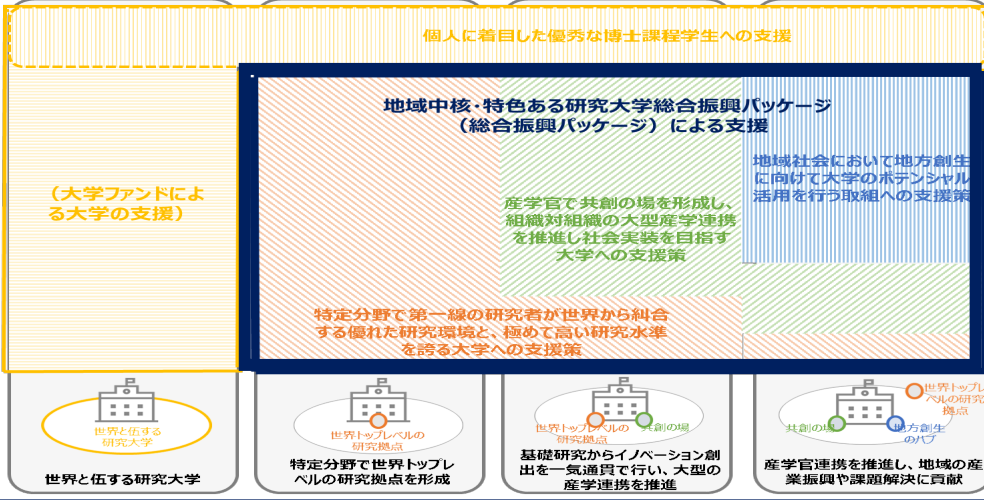 個人に着目した優秀な博士課程学生への支援
地域中核・特色ある研究大学総合振興パッケージ
（総合振興パッケージ）による支援
（大学ファンドによ
る大学の支援）
地域社会において地方創生
に向けて大学のポテンシャル
活用を行う取組への支援策
産学官で共創の場を形成し、
組織対組織の大型産学連携
を推進し社会実装を目指す
大学への支援策
特定分野で第一線の研究者が世界から糾合
する優れた研究環境と、極めて高い研究水準
を誇る大学への支援策
世界と伍する
研究大学
世界と伍する研究大学
世界トップレベルの
研究拠点
特定分野で世界トップレ
ベルの研究拠点を形成
世界トップレベルの
研究拠点
共創の場
基礎研究からイノベーション創
出を一気通貫で行い、大型の
産学連携を推進
世界トップレ
ベルの研究
拠点
共創の場
地方創生
のハブ
産学官連携を推進し、地域の産
業振興や課題解決に貢献